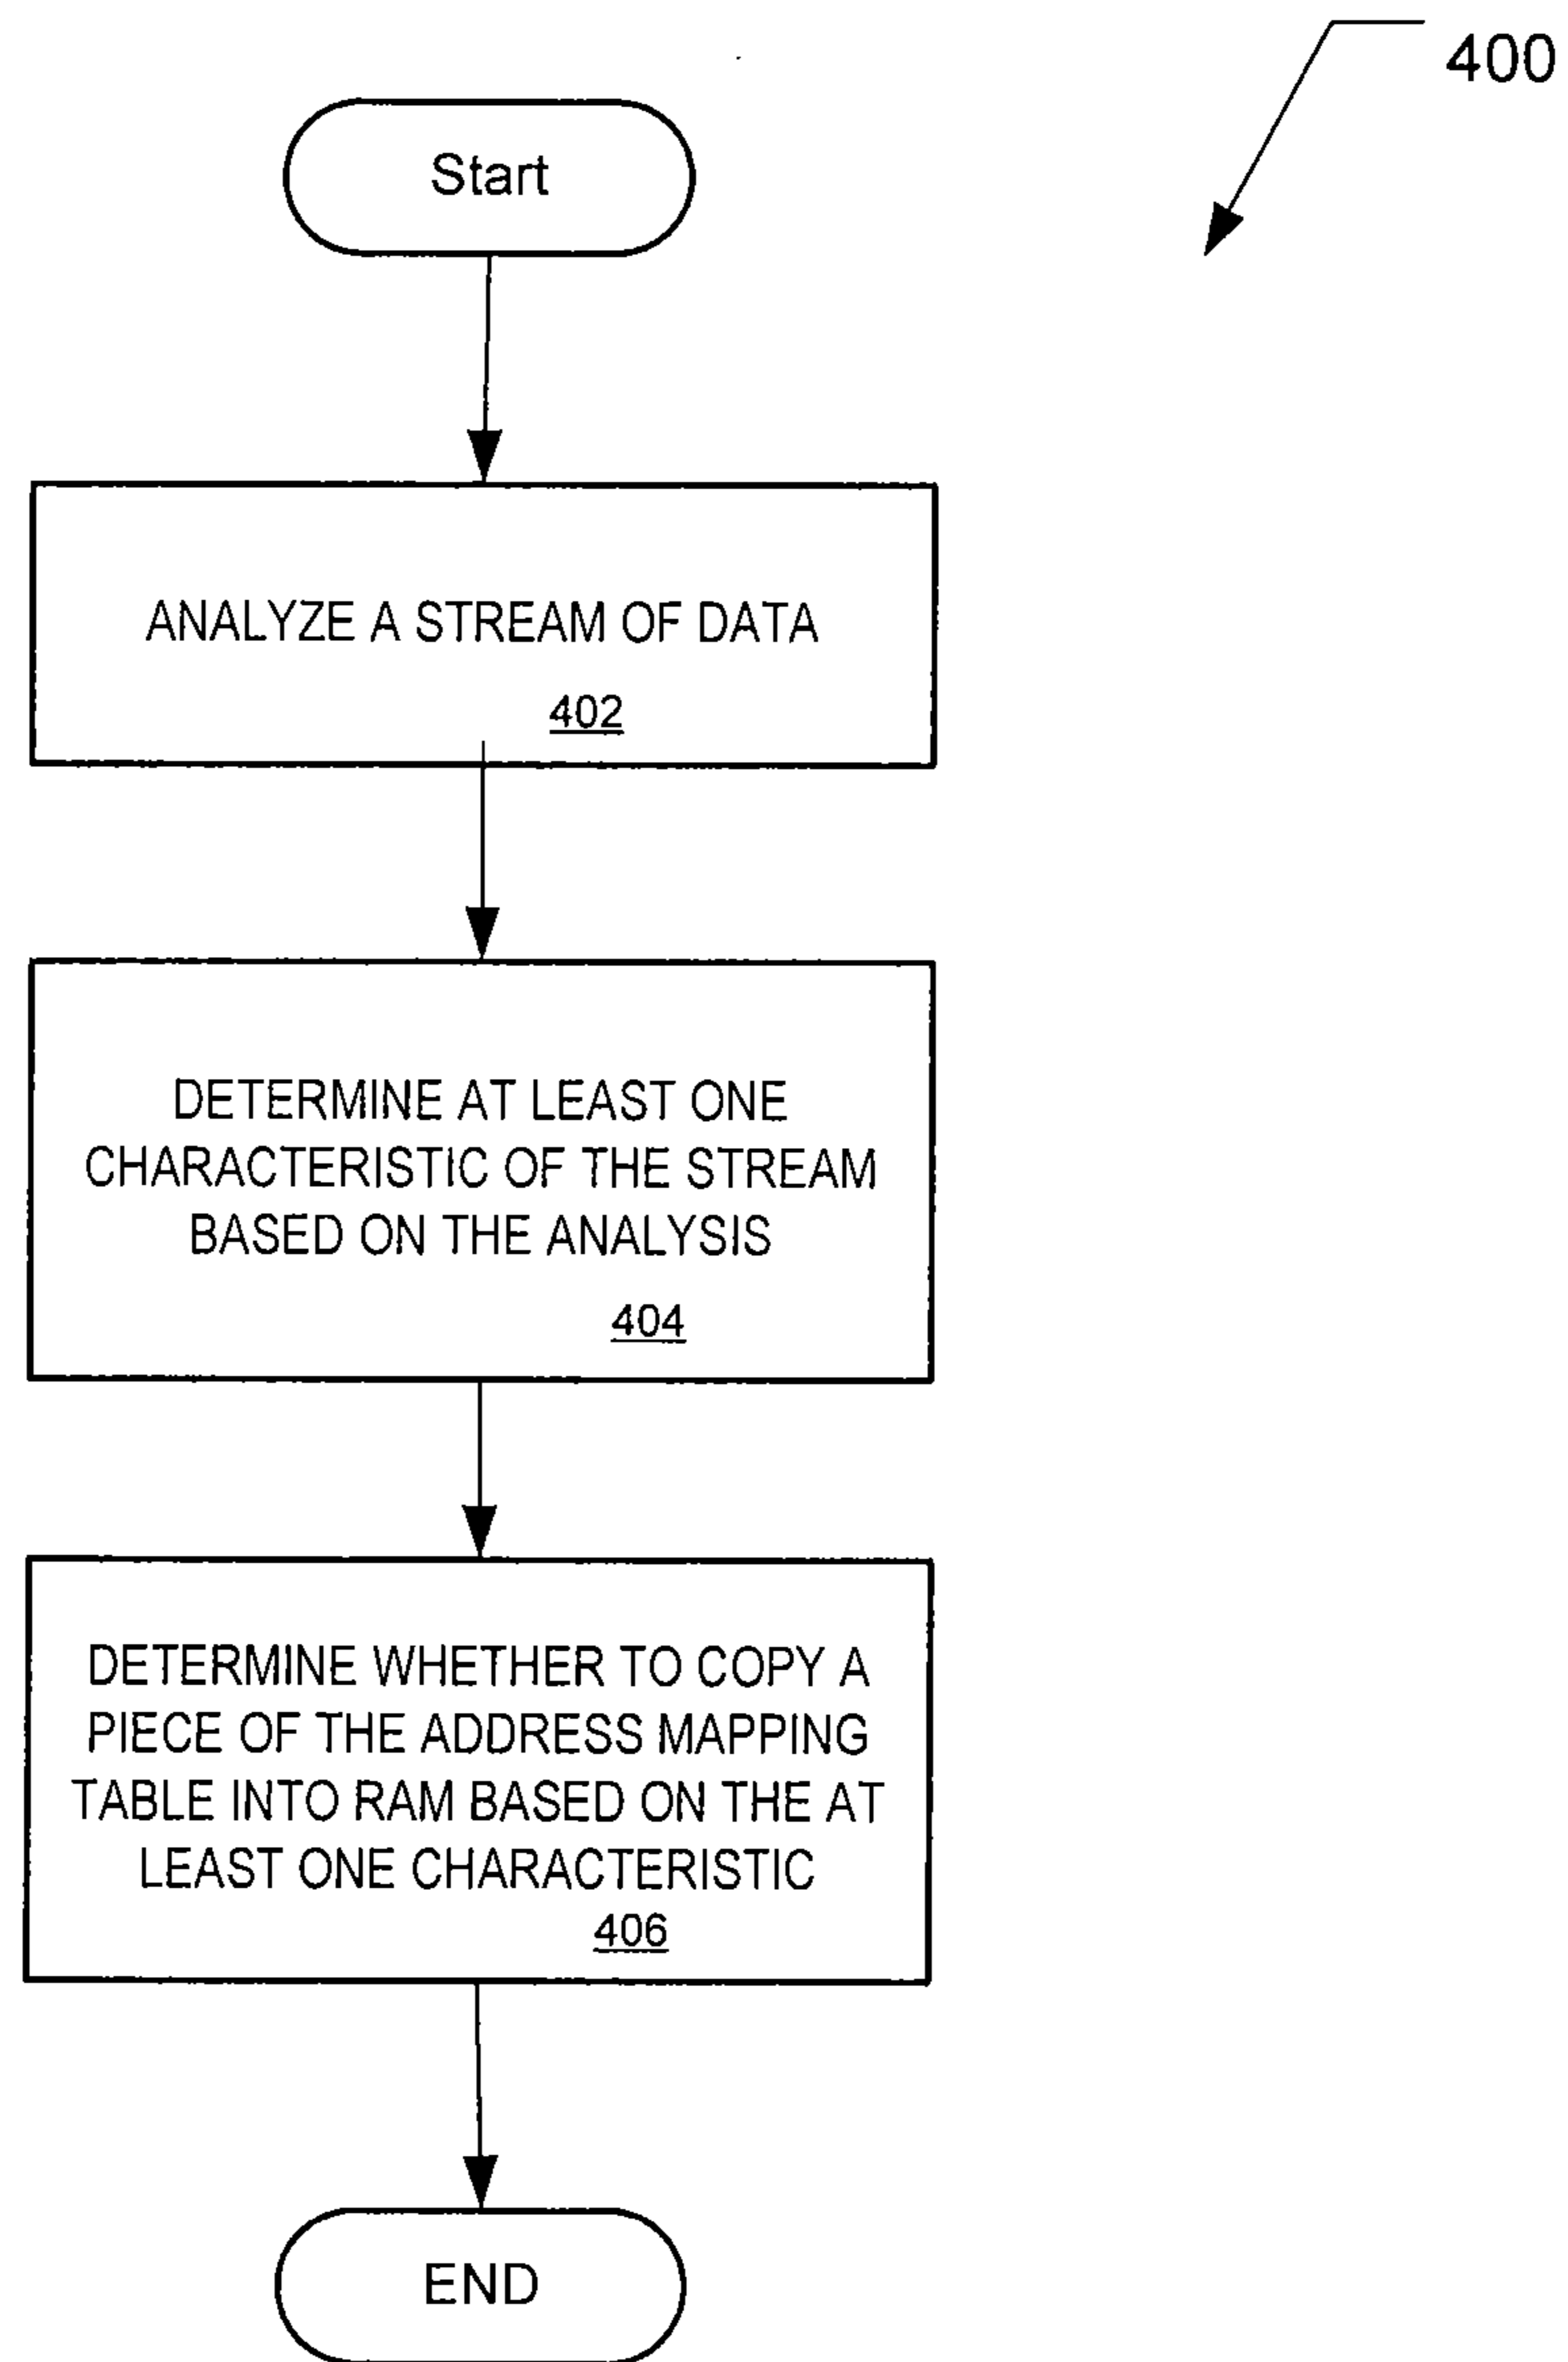 400
Start
ANALYZE A STREAM OF DATA
402
DETERMINE AT LEAST ONE
CHARACTERISTIC OF THE STREAM
BASED ON THE ANALYSIS
404
DETERMINE WHETHER TO COPY A
PIECE OF THE ADDRESS MAPPING
TABLE INTO RAM BASED ON THE AT
LEAST ONE CHARACTERISTIC
406
END